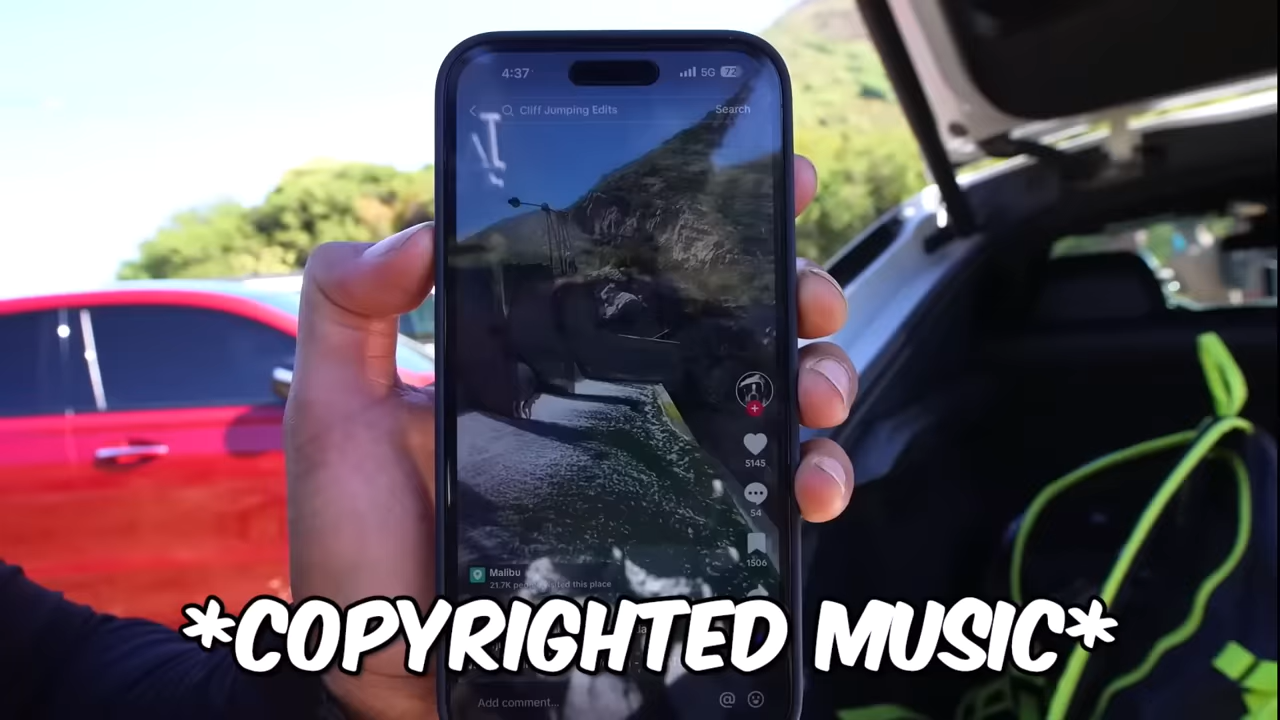 4:37
5G 72
Cliff Jumping Edits Search
5145
54
1506
Malibu
21.7K this place
*COPYRIGHTED MUSIC*
Add comment...